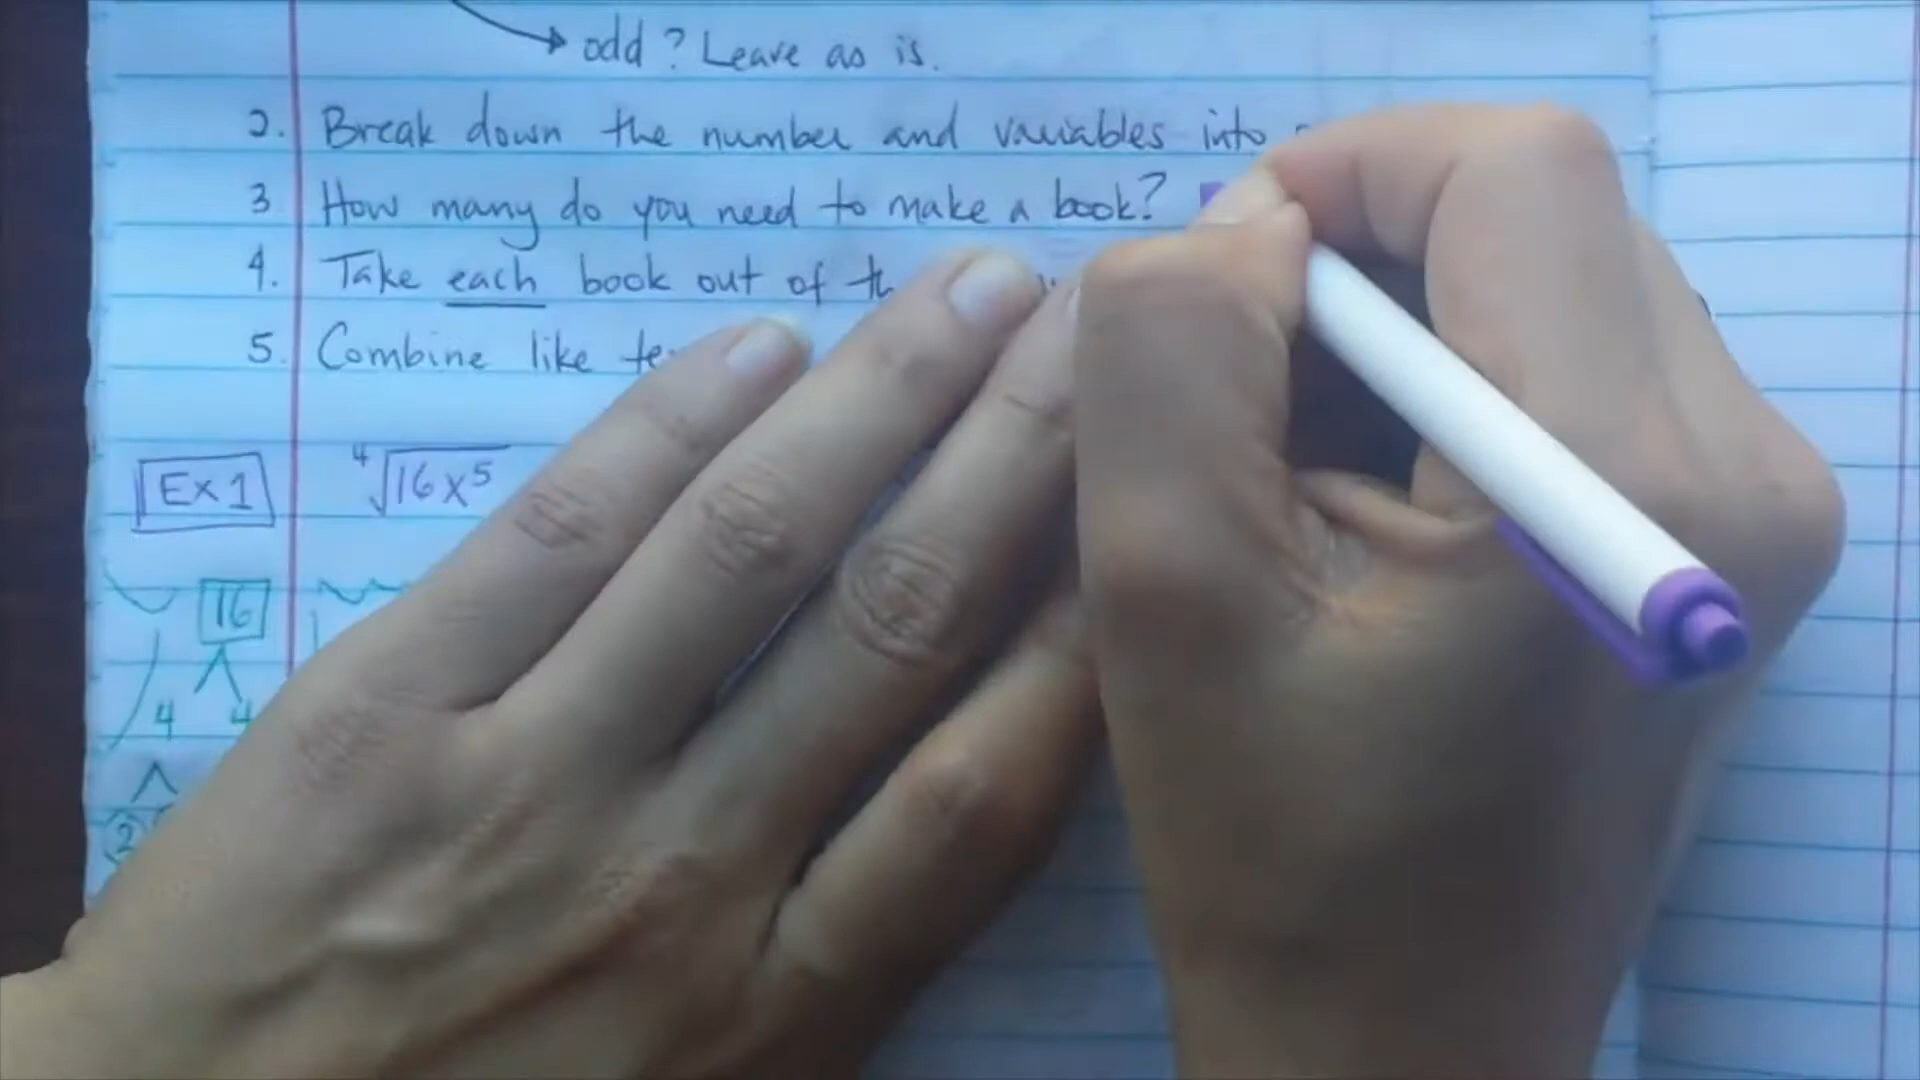 odd? Leave as is.
2. Break down the number and variables into
3 How many do you need to make a book?
4. Take each book out of
5. Combine like
Ex 1 ⁴√16x⁵
16
4 4
2